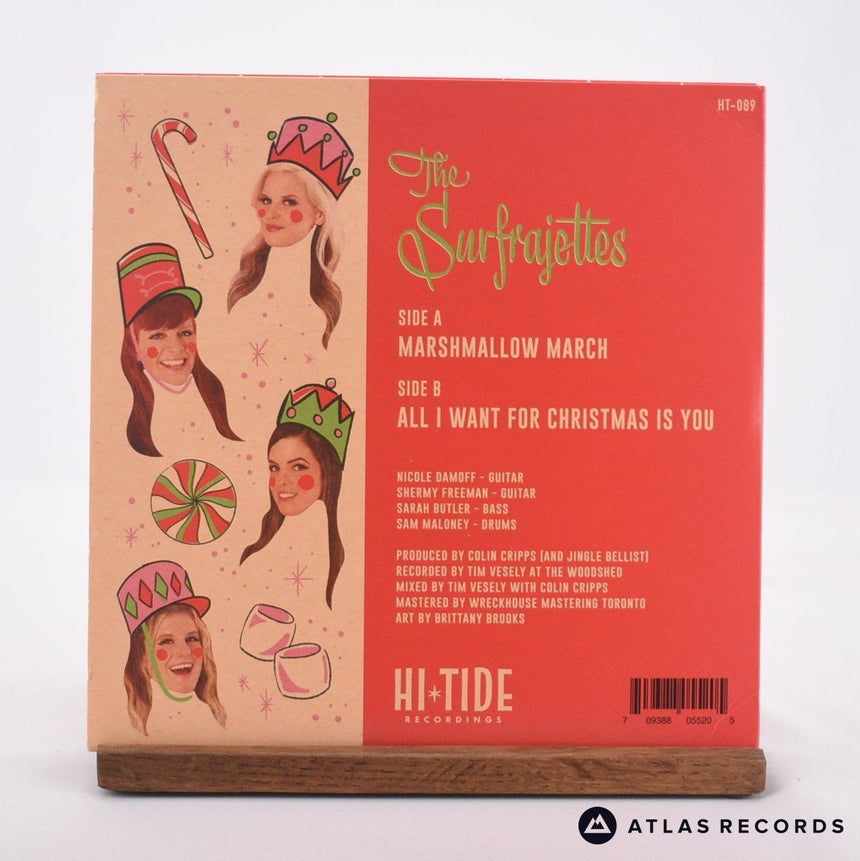 HT-089
The
Surfrajettes
SIDE A
MARSHMALLOW MARCH
SIDE B
ALL I WANT FOR CHRISTMAS IS YOU
NICOLE DAMOFF - GUITAR
SHERMY FREEMAN - GUITAR
SARAH BUTLER - BASS
SAM MALONEY - DRUMS
PRODUCED BY COLIN CRIPPS (AND JINGLE BELLIST)
RECORDED BY TIM VESELY AT THE WOODSHED
MIXED BY TIM VESELY WITH COLIN CRIPPS
MASTERED BY WRECKHOUSE MASTERING TORONTO
ART BY BRITTANY BROOKS
HI TIDE
RECORDINGS
7 09388 05520 5
ATLAS RECORDS